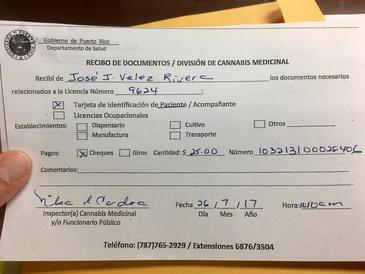 Gobierno de Puerto Rico
Departamento de Salud
RECIBO DE DOCUMENTOS / DIVISIÓN DE CANNABIS MEDICINAL
Recibí de José J. Velez Rivera los documentos necesarios
relacionados a la Licencia Número 9624 :
X Tarjeta de Identificación de Paciente / Acompañante
Licencias Ocupacionales
Establecimientos: Dispensario Cultivo Otros
Manufactura Transporte
Pagos: X Cheques Giros Cantidad: $ 25.00 Número 103213100025406
Comentarios:
Fecha 26 / 7 / 17 Hora: 10:10am
Día Mes Año
Inspector(a) Cannabis Medicinal
y/o Funcionario Público
Teléfono: (787)765-2929 / Extensiones 6876/3504